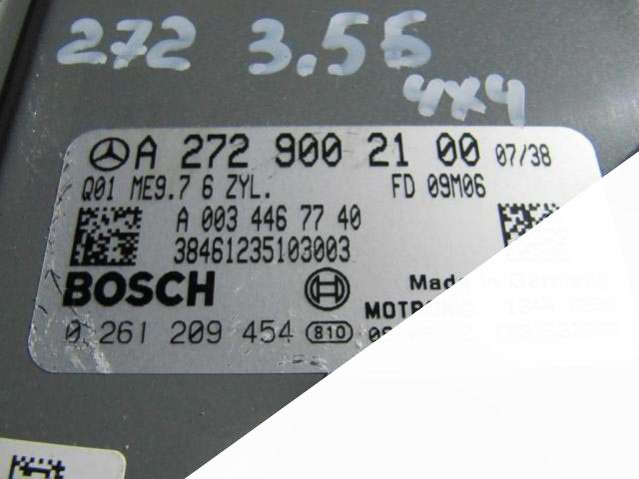 272 3.5Б
4x4
A 272 900 21 00 07/38
Q01 ME9.7 6 ZYL. FD 09M06
A 003 446 77 40
38461235103003
BOSCH
Made in Germany
MOTRONIC
0 261 209 454 810